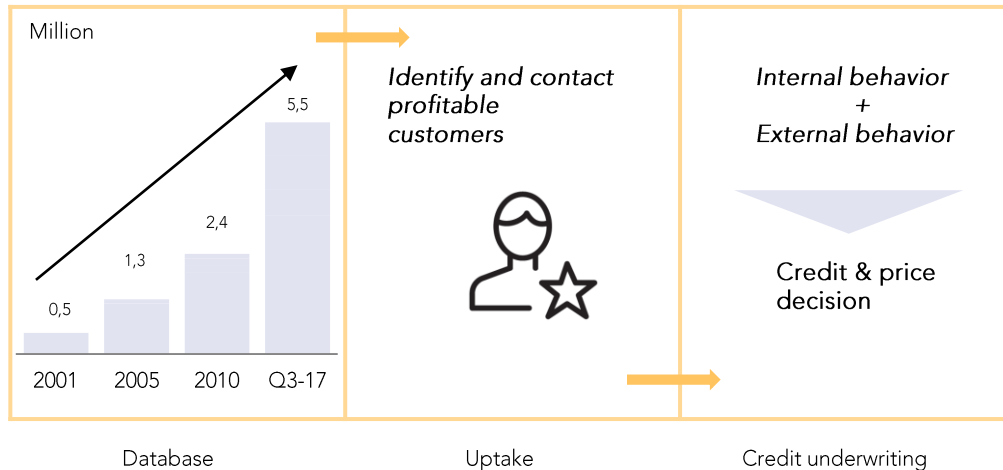 Million
0,5
1,3
2,4
5,5
2001
2005
2010
Q3-17
Identify and contact
profitable
customers
Internal behavior
+
External behavior
Credit & price
decision
Database
Uptake
Credit underwriting